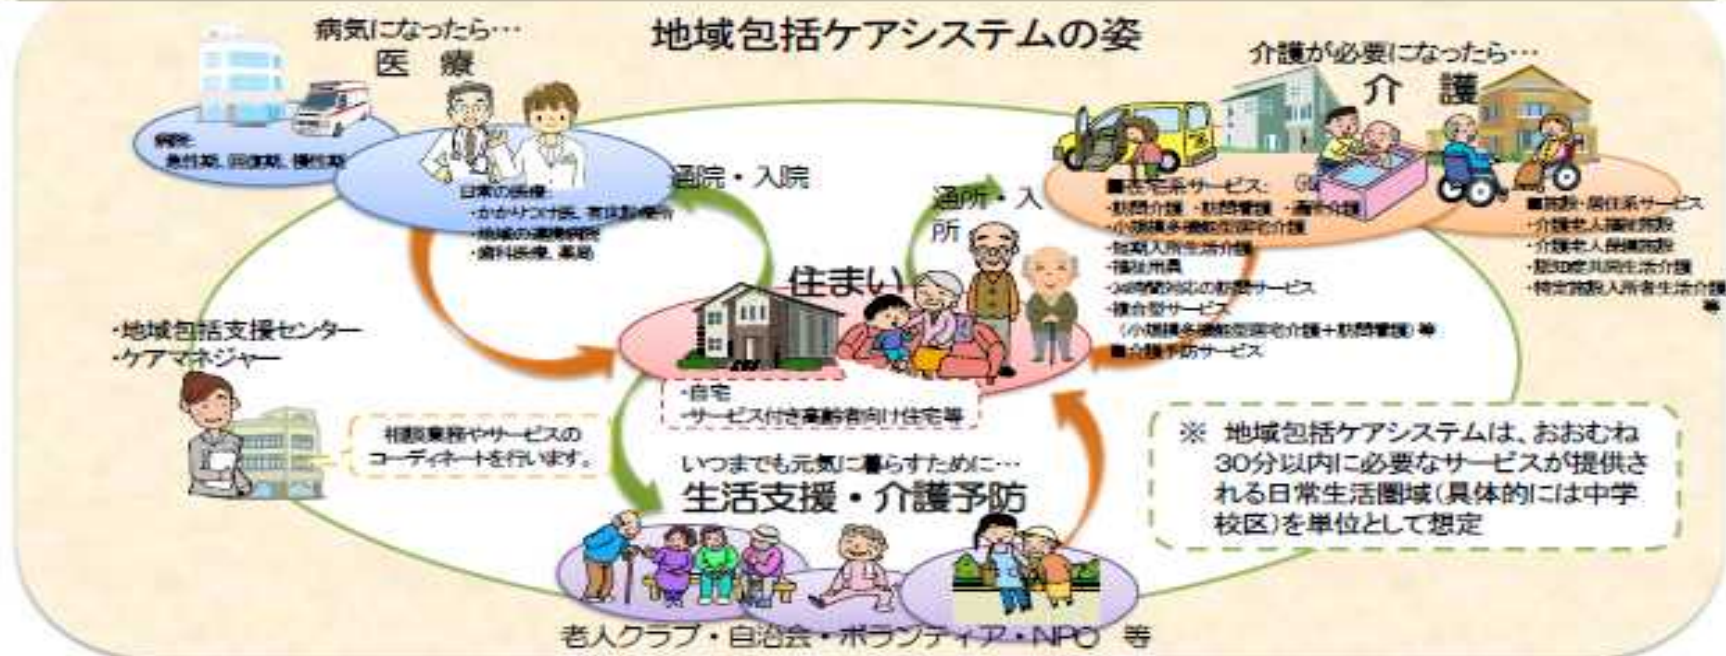 地域包括ケアシステムの姿
病気になったら…
医 療
病院:
急性期、回復期、慢性期
日常の医療:
・かかりつけ医、有床診療所
・地域の連携病院
・歯科医療、薬局
通院・入院
通所・入
所
介護が必要になったら…
介 護
■在宅系サービス:
・訪問介護 ・訪問看護 ・通所介護
・小規模多機能型居宅介護
・短期入所生活介護
・福祉用具
・24時間対応の訪問サービス
・複合型サービス
(小規模多機能型居宅介護+訪問看護)等
■介護予防サービス
■施設・居住系サービス
・介護老人福祉施設
・介護老人保健施設
・認知症共同生活介護
・特定施設入所者生活介護
等
住まい
・自宅
・サービス付き高齢者向け住宅等
・地域包括支援センター
・ケアマネジャー
相談業務やサービスの
コーディネートを行います。
いつまでも元気に暮らすために…
生活支援・介護予防
老人クラブ・自治会・ボランティア・NPO 等
※ 地域包括ケアシステムは、おおむね
30分以内に必要なサービスが提供さ
れる日常生活圏域(具体的には中学
校区)を単位として想定